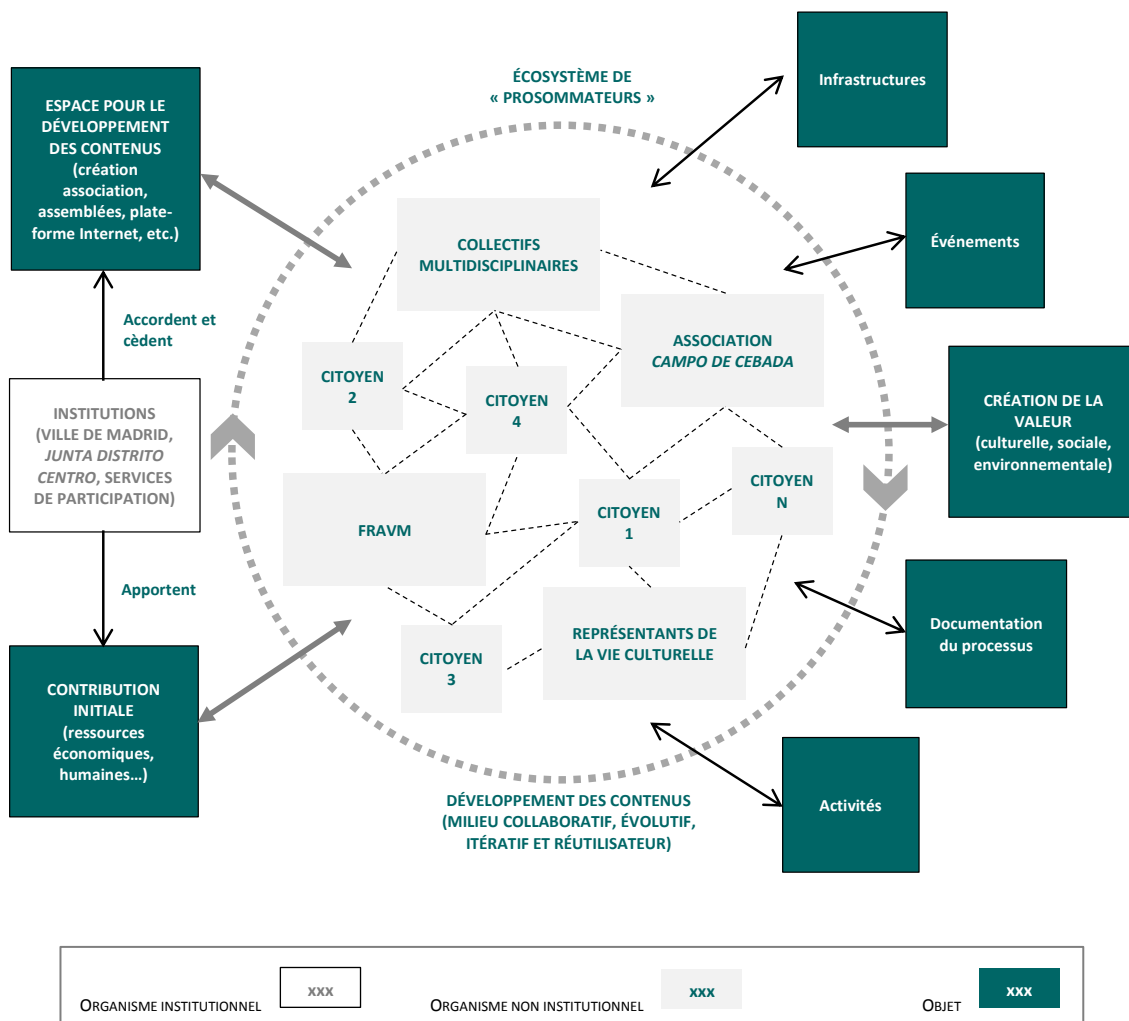 ESPACE POUR LE
DÉVELOPPEMENT
DES CONTENUS
(création
association,
assemblées, plate-
forme Internet, etc.)
Accordent et
cèdent
INSTITUTIONS
(VILLE DE MADRID,
JUNTA DISTRITO
CENTRO, SERVICES
DE PARTICIPATION)
Apportent
CONTRIBUTION
INITIALE
(ressources
économiques,
humaines…)
ÉCOSYSTÈME DE
« PROSOMMATEURS »
COLLECTIFS
MULTIDISCIPLINAIRES
ASSOCIATION
CAMPO DE CEBADA
CITOYEN
2
CITOYEN
4
FRAVM
CITOYEN
1
CITOYEN
N
CITOYEN
3
REPRÉSENTANTS DE
LA VIE CULTURELLE
DÉVELOPPEMENT DES CONTENUS
(MILIEU COLLABORATIF, ÉVOLUTIF,
ITÉRATIF ET RÉUTILISATEUR)
Infrastructures
Événements
CRÉATION DE LA
VALEUR
(culturelle, sociale,
environnementale)
Documentation
du processus
Activités
ORGANISME INSTITUTIONNEL xxx ORGANISME NON INSTITUTIONNEL xxx OBJET xxx